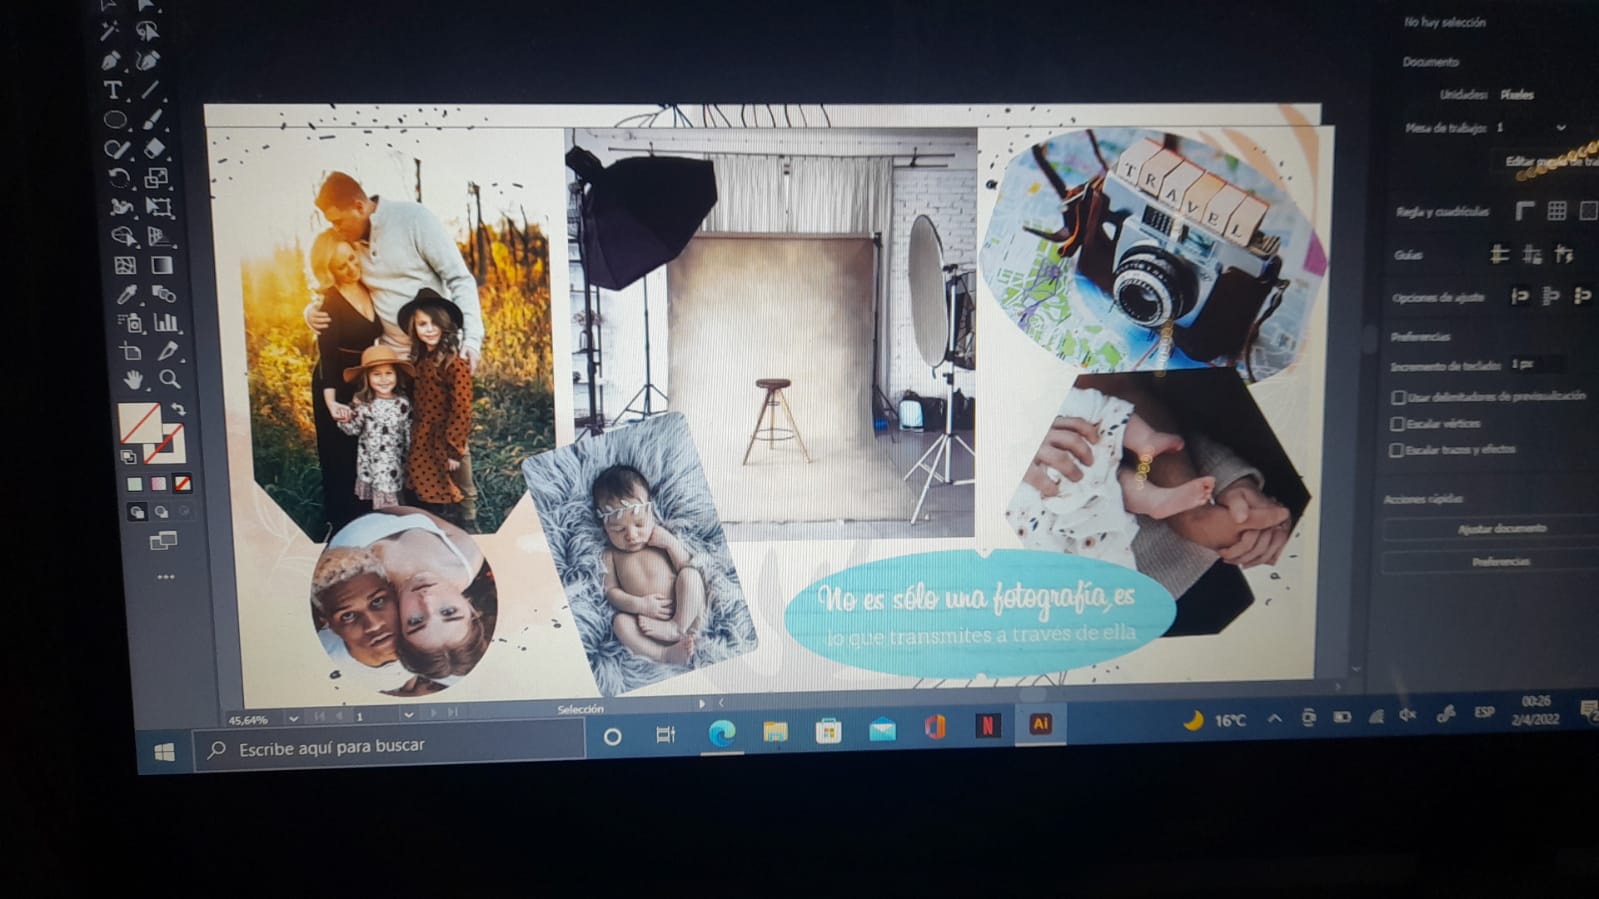 No hay selección
Documento
Unidades: Píxeles
Mesa de trabajo: 1
Regla y cuadrículas
Guías
Opciones de ajuste
Preferencias
Incremento de teclado: 1 px
Usar delimitadores de previsualización
Escalar vértices
Escalar trazos y efectos
Acciones rápidas
Ajustar documento
Preferencias
TRAVEL
No es sólo una fotografía, es
lo que transmites a través de ella
45,64%
1
Selección
Escribe aquí para buscar
N
Ai
16°C
ESP
00:26
2/4/2022